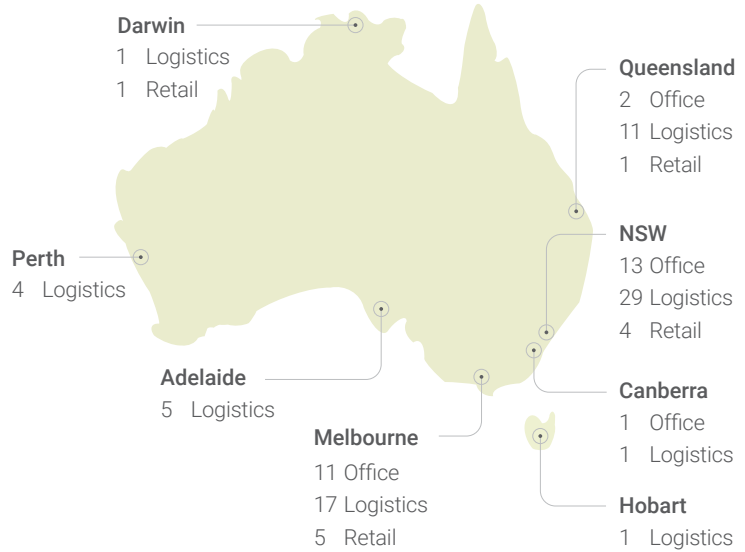 Darwin
1 Logistics
1 Retail
Queensland
2 Office
11 Logistics
1 Retail
NSW
13 Office
29 Logistics
4 Retail
Perth
4 Logistics
Adelaide
5 Logistics
Canberra
1 Office
1 Logistics
Melbourne
11 Office
17 Logistics
5 Retail
Hobart
1 Logistics